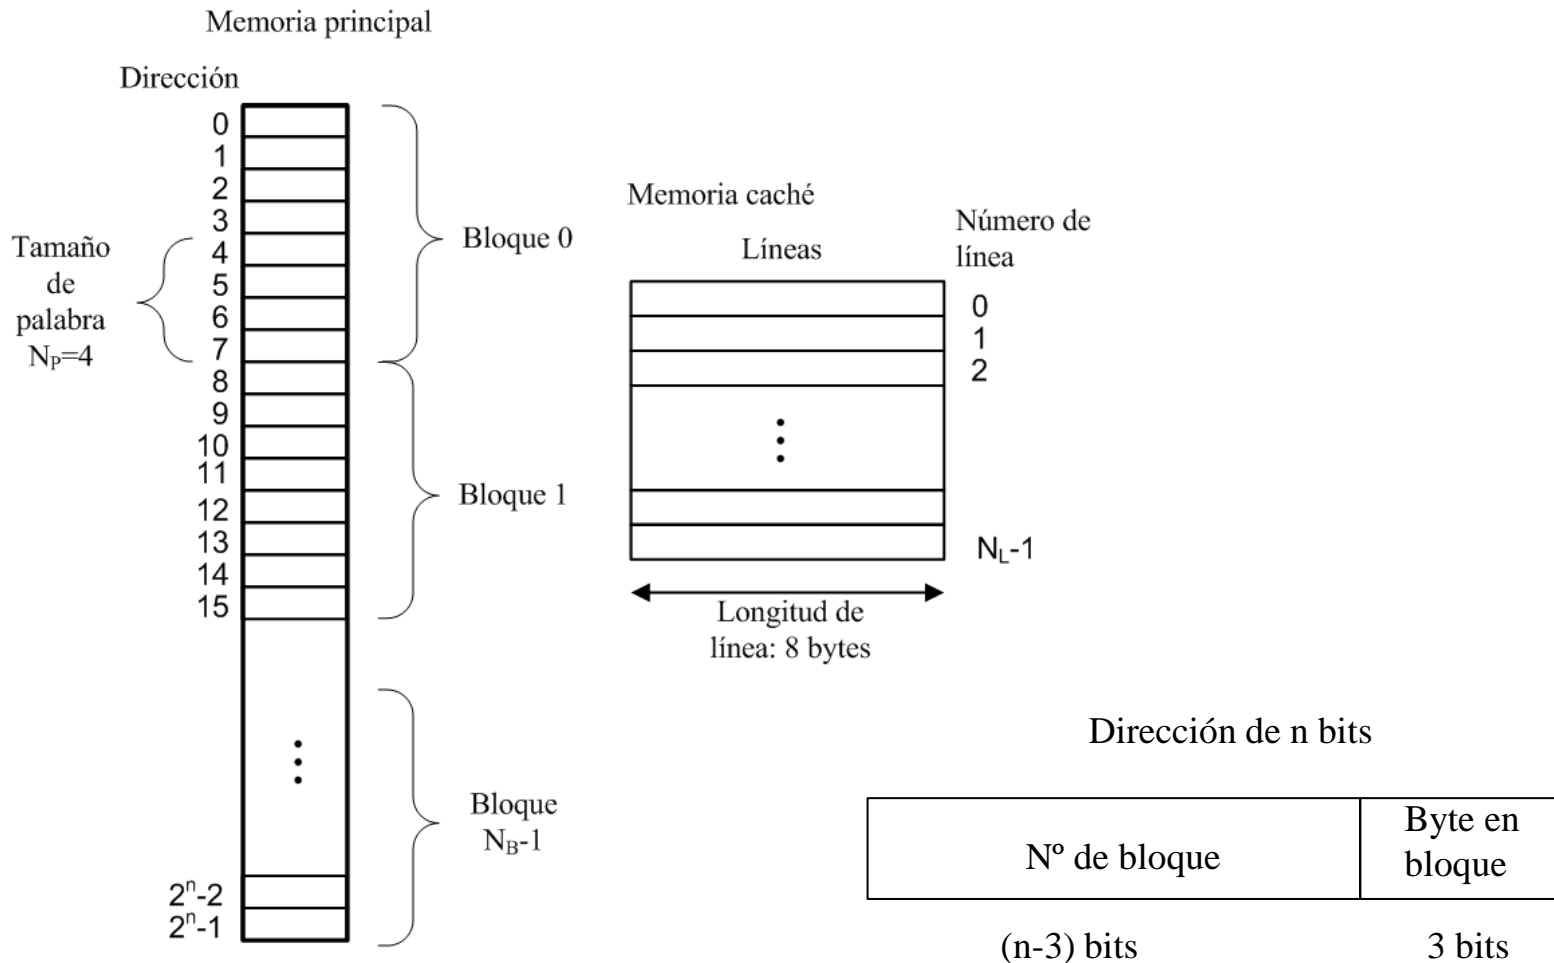 Memoria principal
Dirección
0
1
2
3
4
5
6
7
8
9
10
11
12
13
14
15
2ⁿ-2
2ⁿ-1
Tamaño
de
palabra
N_P=4
Bloque 0
Bloque 1
Bloque
N_B-1
Memoria caché
Líneas
Número de
línea
0
1
2
N_L-1
Longitud de
línea: 8 bytes
Dirección de n bits
Nº de bloque
Byte en
bloque
(n-3) bits
3 bits